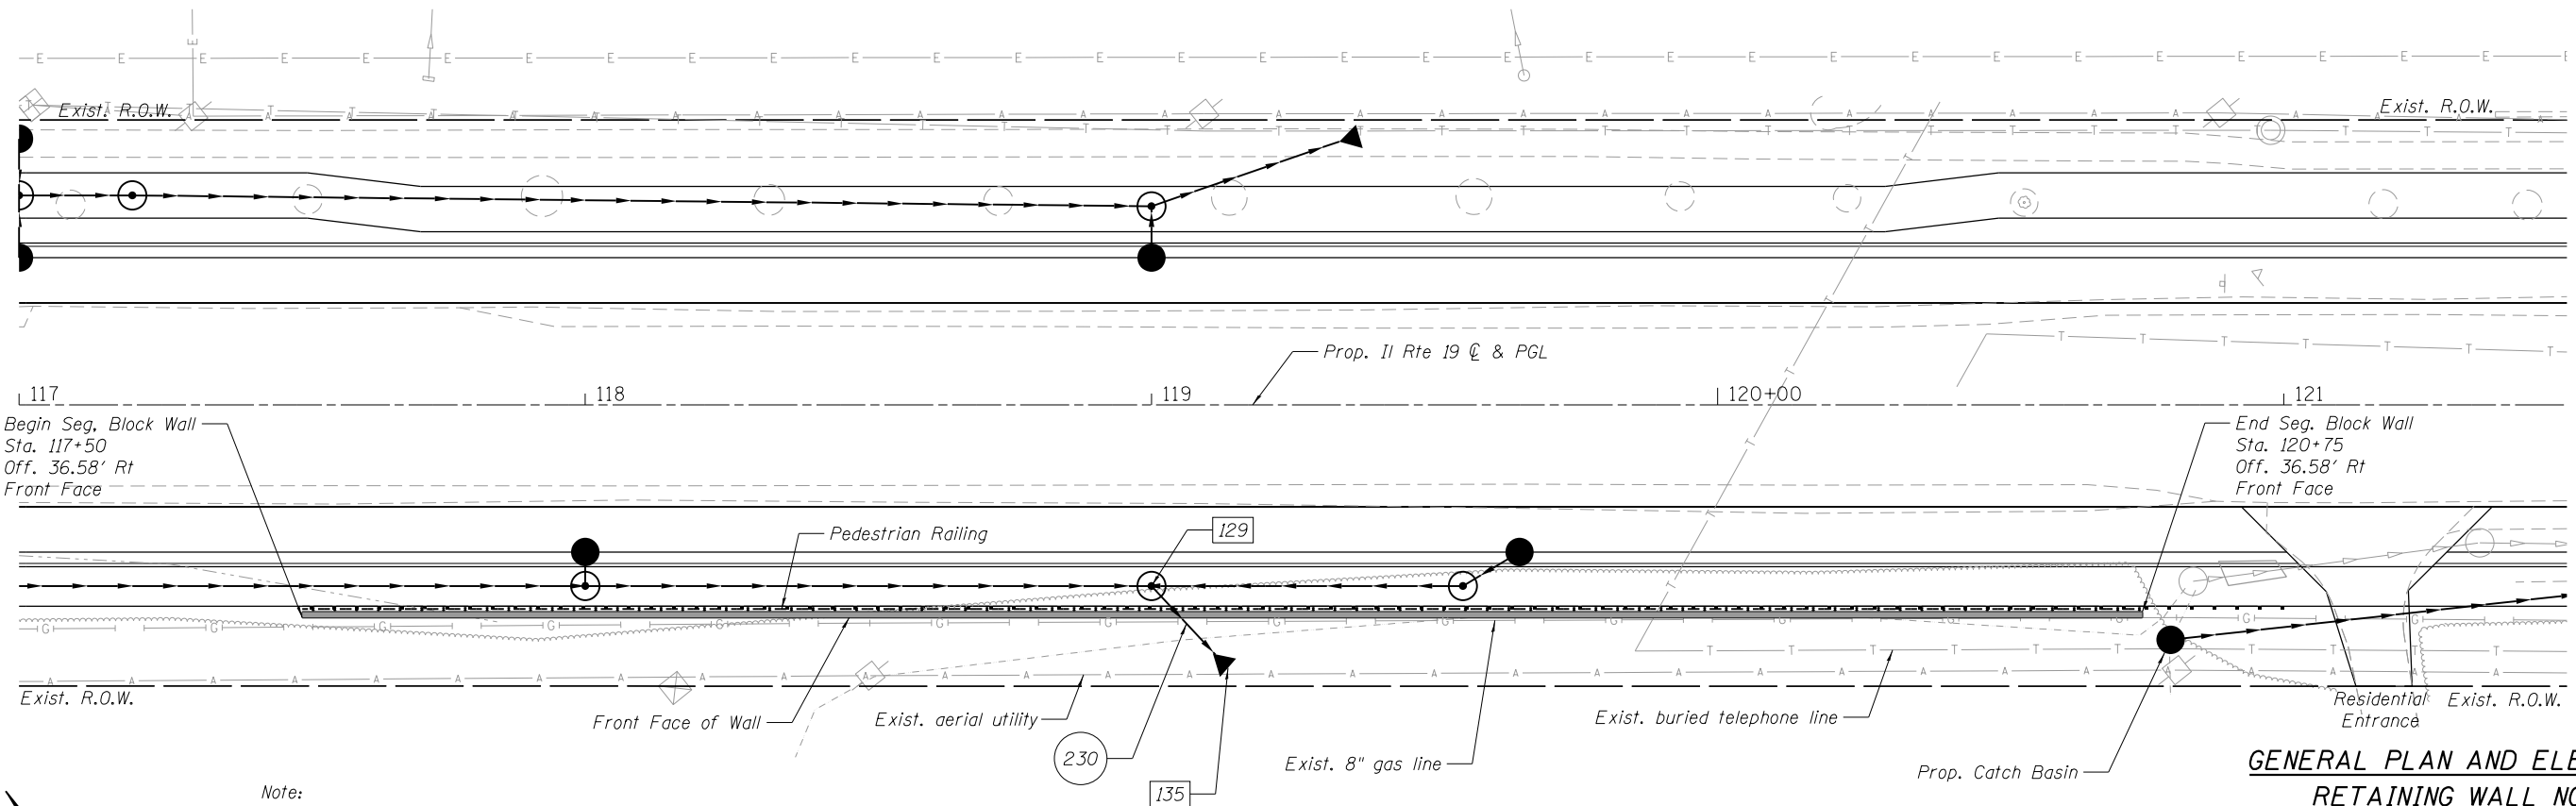 Exist. R.O.W.
Exist. R.O.W.
Prop. Il Rte 19 ℄ & PGL
117
118
119
120+00
121
Begin Seg. Block Wall
Sta. 117+50
Off. 36.58' Rt
Front Face
End Seg. Block Wall
Sta. 120+75
Off. 36.58' Rt
Front Face
Pedestrian Railing
129
Exist. R.O.W.
Front Face of Wall
Exist. aerial utility
230
135
Exist. 8" gas line
Exist. buried telephone line
Prop. Catch Basin
Residential
Entrance
Exist. R.O.W.
GENERAL PLAN AND ELE
RETAINING WALL NO
Note: